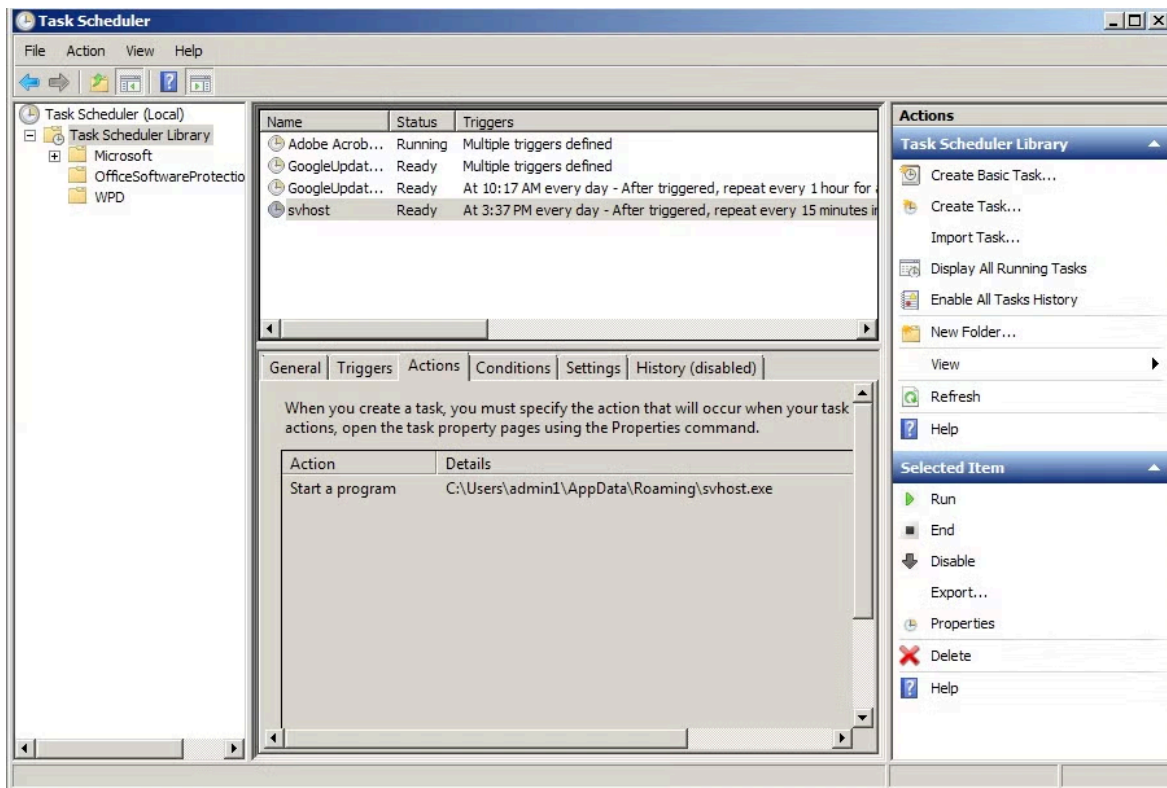 Task Scheduler
File Action View Help
Task Scheduler (Local)
Task Scheduler Library
Microsoft
OfficeSoftwareProtectio
WPD
Name Status Triggers
Adobe Acrob... Running Multiple triggers defined
GoogleUpdat... Ready Multiple triggers defined
GoogleUpdat... Ready At 10:17 AM every day - After triggered, repeat every 1 hour for
svhost Ready At 3:37 PM every day - After triggered, repeat every 15 minutes
General Triggers Actions Conditions Settings History (disabled)
When you create a task, you must specify the action that will occur when your task
actions, open the task property pages using the Properties command.
Action Details
Start a program C:\Users\admin1\AppData\Roaming\svhost.exe
Actions
Task Scheduler Library
Create Basic Task...
Create Task...
Import Task...
Display All Running Tasks
Enable All Tasks History
New Folder...
View
Refresh
Help
Selected Item
Run
End
Disable
Export...
Properties
Delete
Help